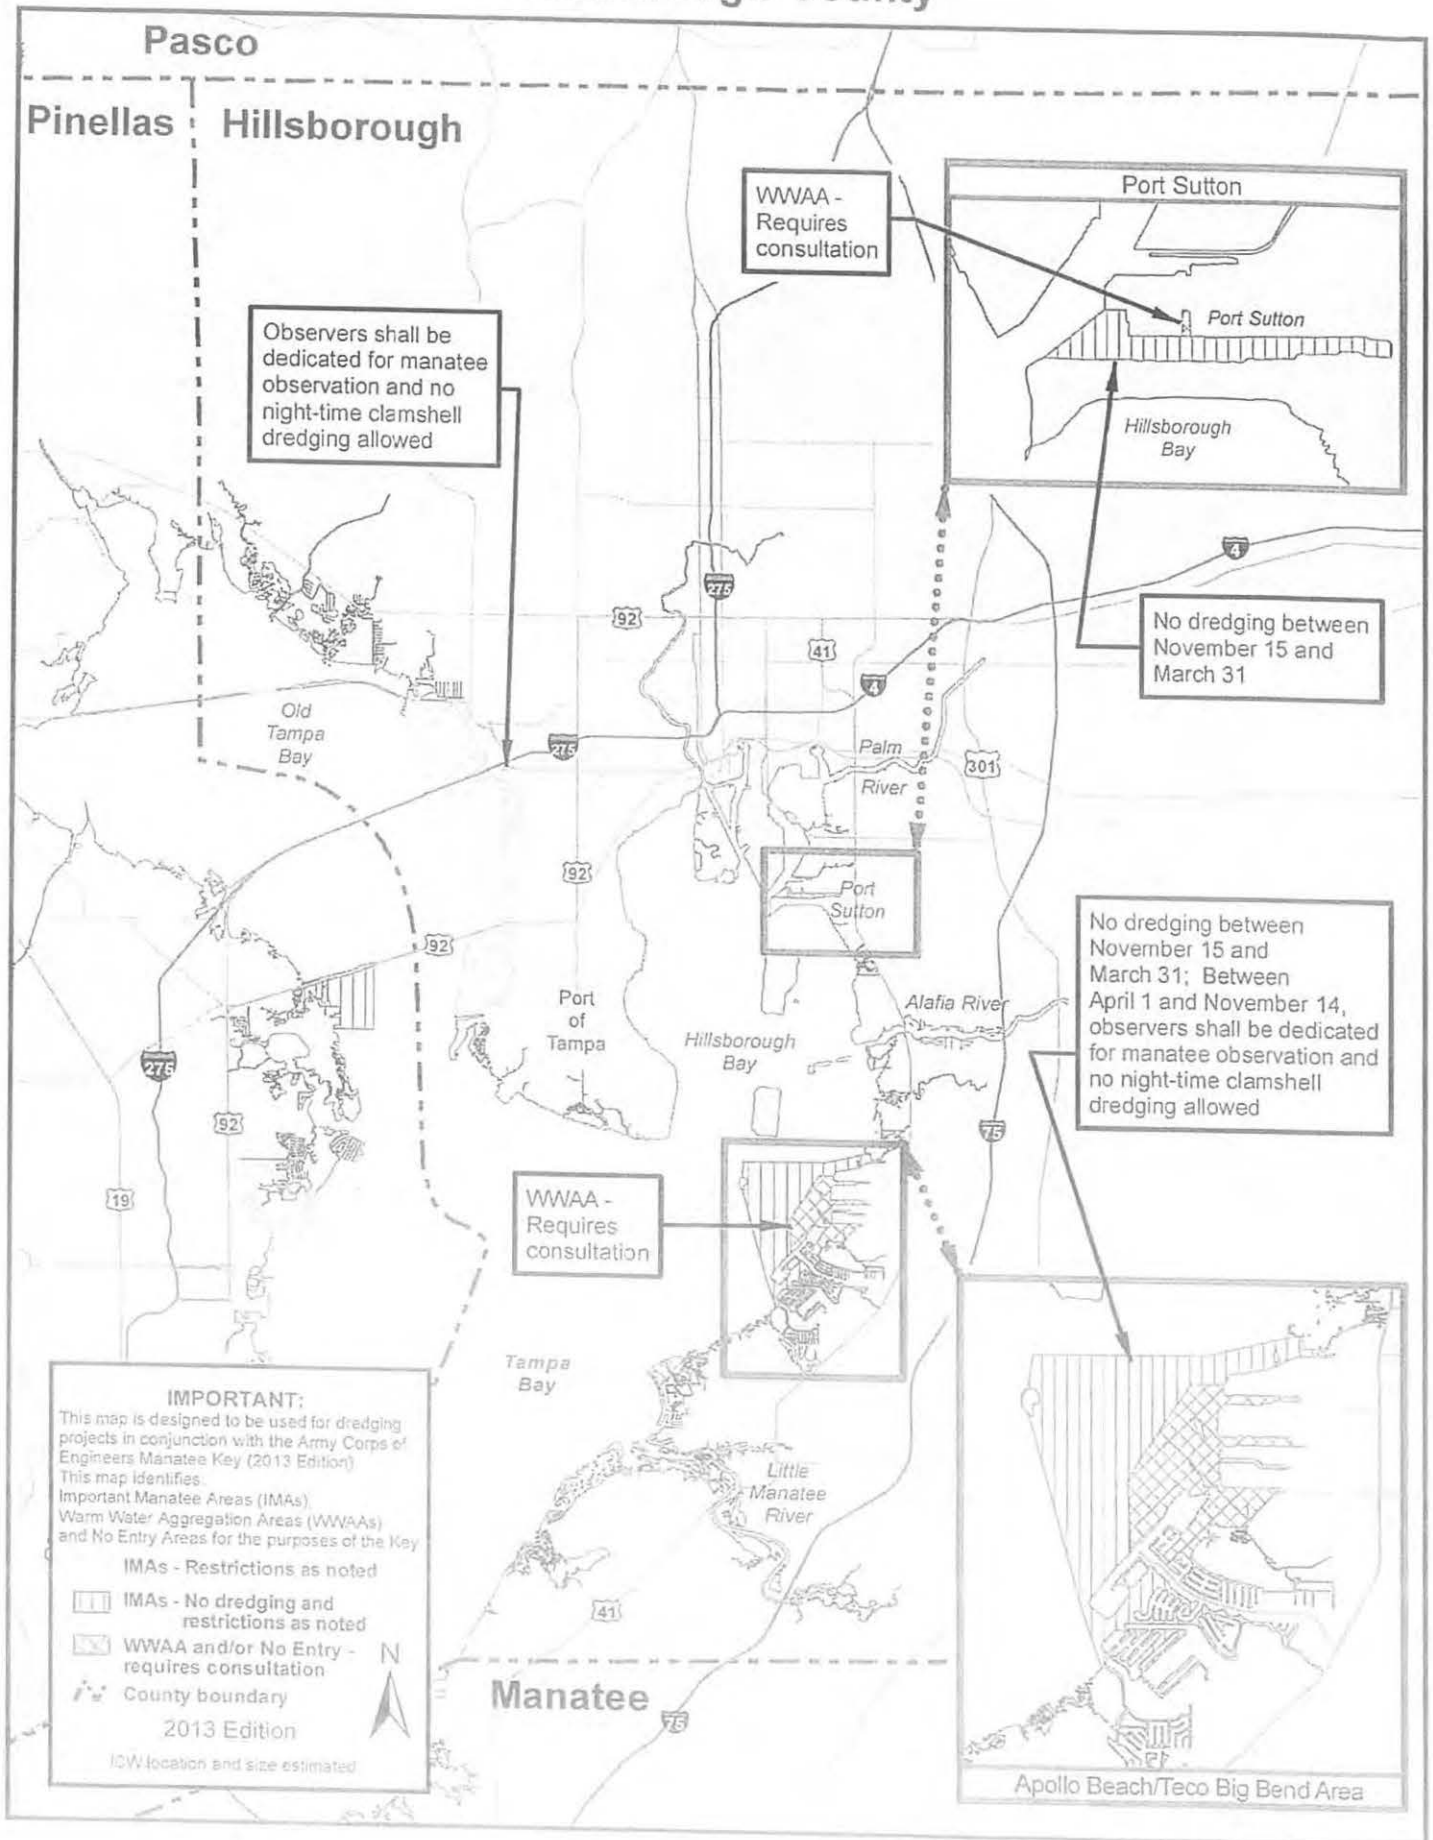 Pasco
Pinellas
Hillsborough
WWAA -
Requires
consultation
Port Sutton
Port Sutton
Hillsborough
Bay
Observers shall be
dedicated for manatee
observation and no
night-time clamshell
dredging allowed
4
275
92
41
No dredging between
November 15 and
March 31
4
Old
Tampa
Bay
275
Palm
River
301
92
Port
Sutton
92
No dredging between
November 15 and
March 31; Between
April 1 and November 14,
observers shall be dedicated
for manatee observation and
no night-time clamshell
dredging allowed
Port
of
Tampa
Alafia River
Hillsborough
Bay
275
92
75
19
WWAA -
Requires
consultation
Tampa
Bay
IMPORTANT:
This map is designed to be used for dredging
projects in conjunction with the Army Corps of
Engineers Manatee Key (2013 Edition)
This map identifies:
Important Manatee Areas (IMAs),
Warm Water Aggregation Areas (WWAAs)
and No Entry Areas for the purposes of the Key
IMAs - Restrictions as noted
IMAs - No dredging and
restrictions as noted
WWAA and/or No Entry -
requires consultation
County boundary
N
2013 Edition
ICW location and size estimated
Little
Manatee
River
41
Manatee
75
Apollo Beach/Teco Big Bend Area